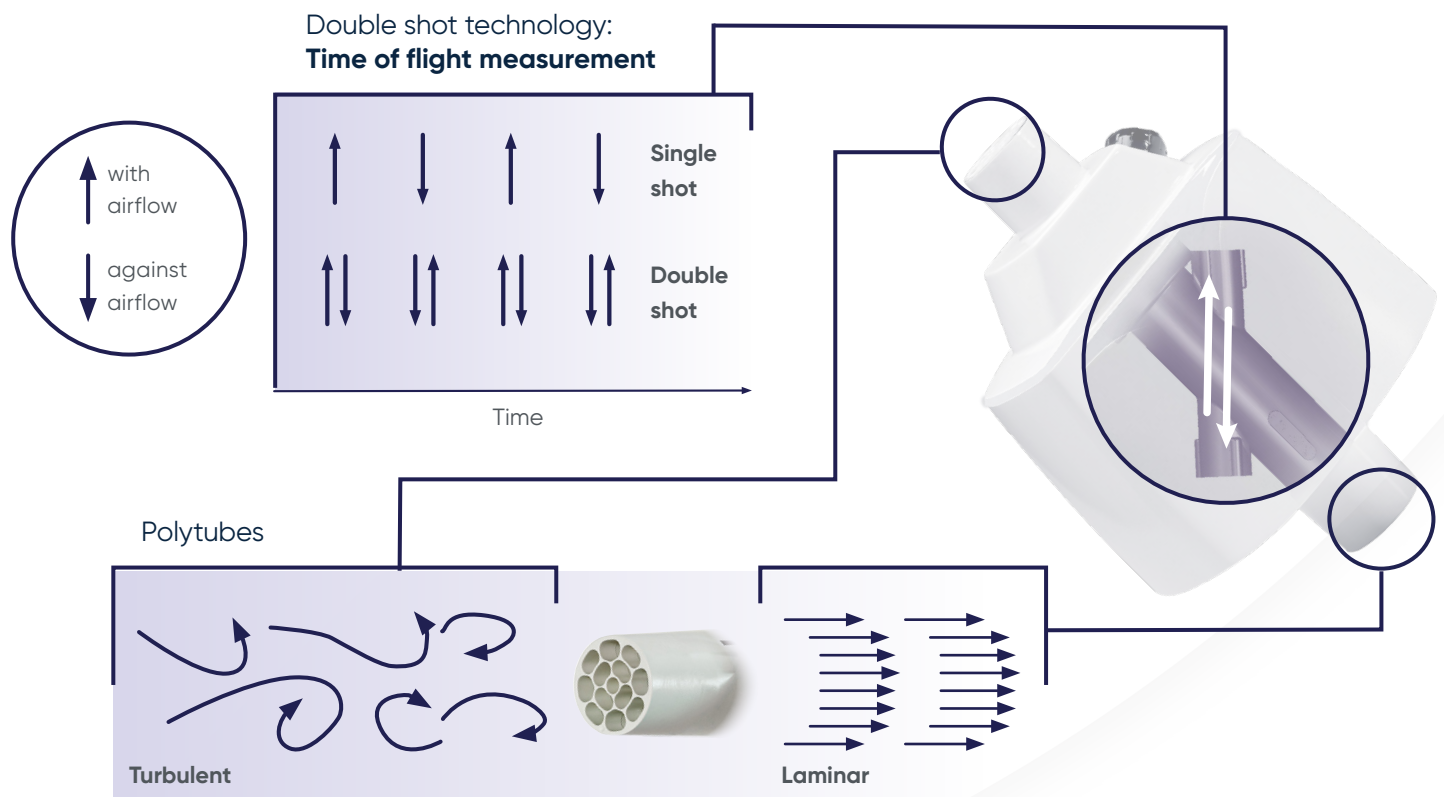 Double shot technology:
Time of flight measurement
with
airflow
against
airflow
Single
shot
Double
shot
Time
Polytubes
Turbulent
Laminar